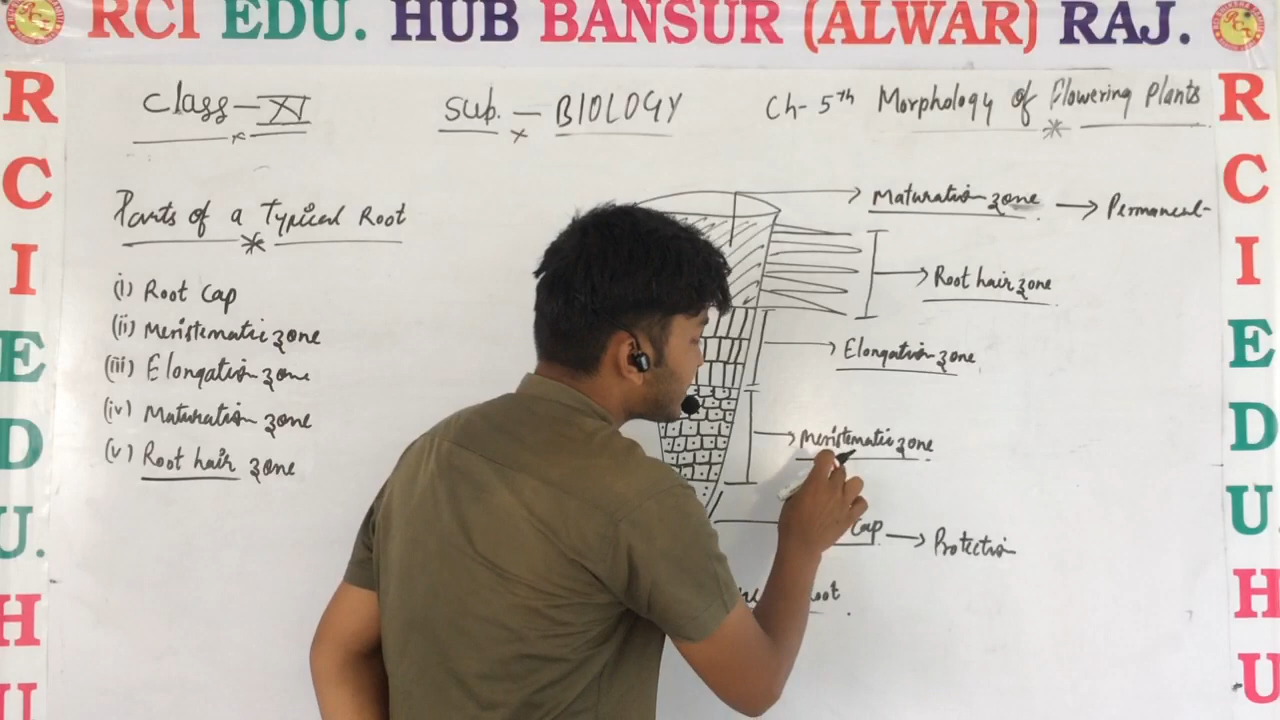 RCI EDU. HUB BANSUR (ALWAR) RAJ.
R
C
I
E
D
U.
H
U
R
C
I
E
D
U
H
U
Class - XI
Sub. - BIOLOGY
Ch- 5th Morphology of Flowering Plants
Parts of a Typical Root
(i) Root Cap
(ii) Meristematic zone
(iii) Elongation zone
(iv) Maturation zone
(v) Root hair zone
Maturation zone → Permanent-
Root hair zone
Elongation zone
Meristematic zone
Cap → Protection